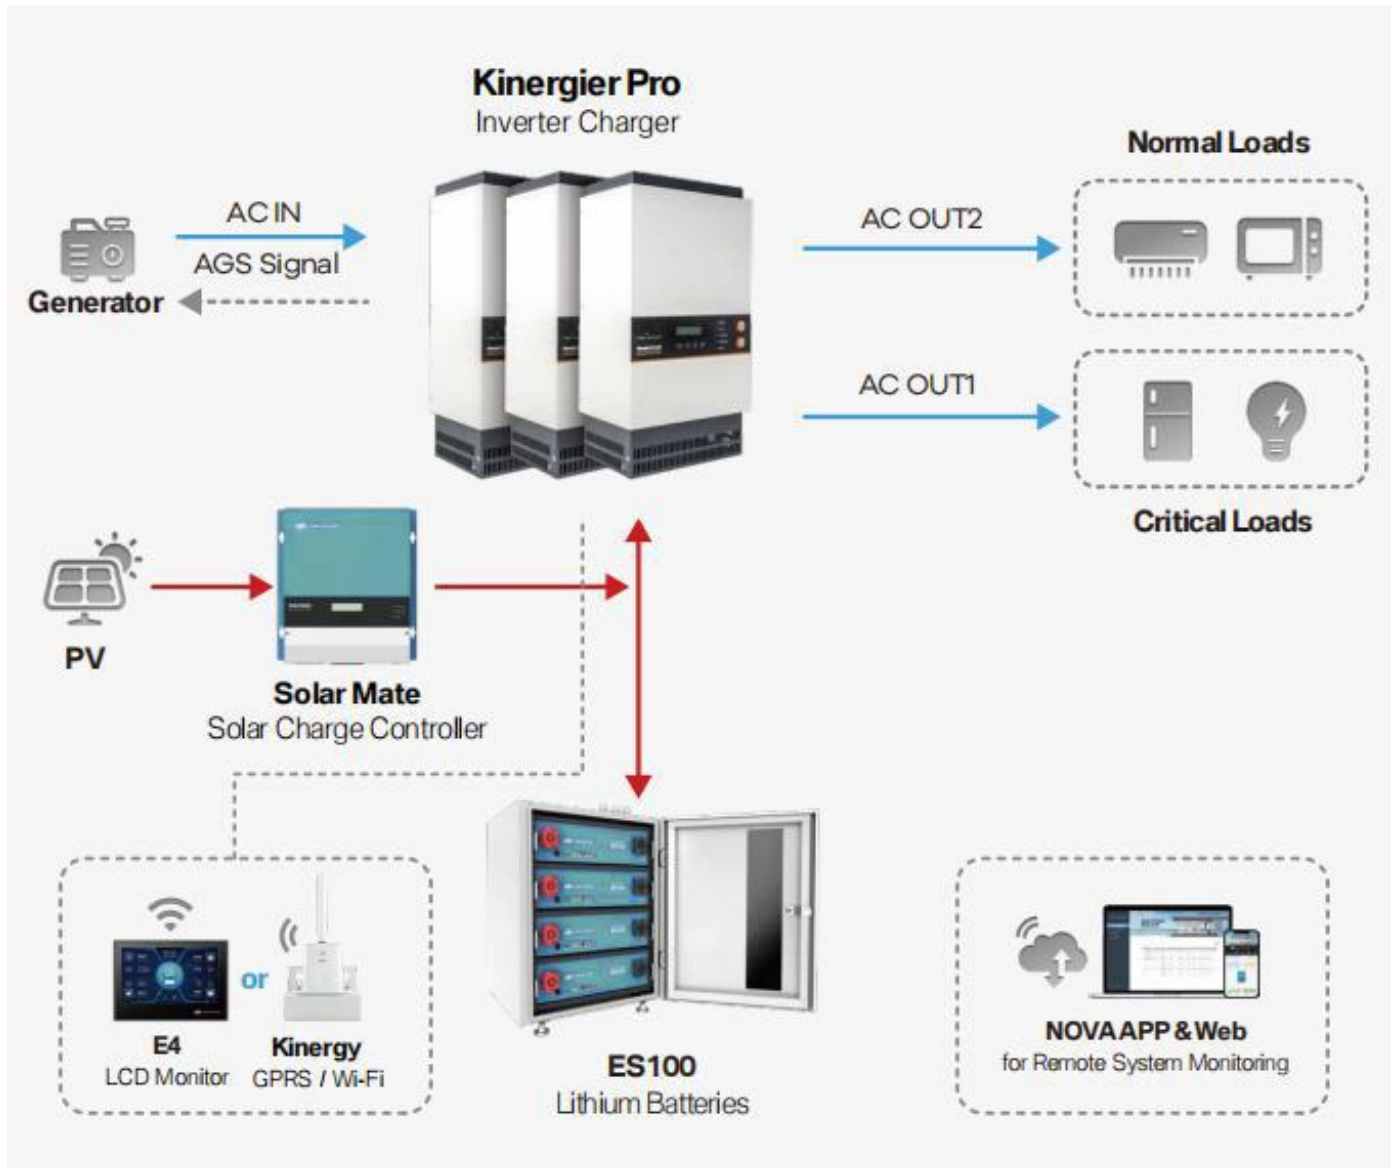 Kinergier Pro
Inverter Charger
Normal Loads
AC IN
AGS Signal
Generator
AC OUT2
AC OUT1
Critical Loads
PV
Solar Mate
Solar Charge Controller
or
E4
LCD Monitor
Kinergy
GPRS / Wi-Fi
ES100
Lithium Batteries
NOVA APP & Web
for Remote System Monitoring